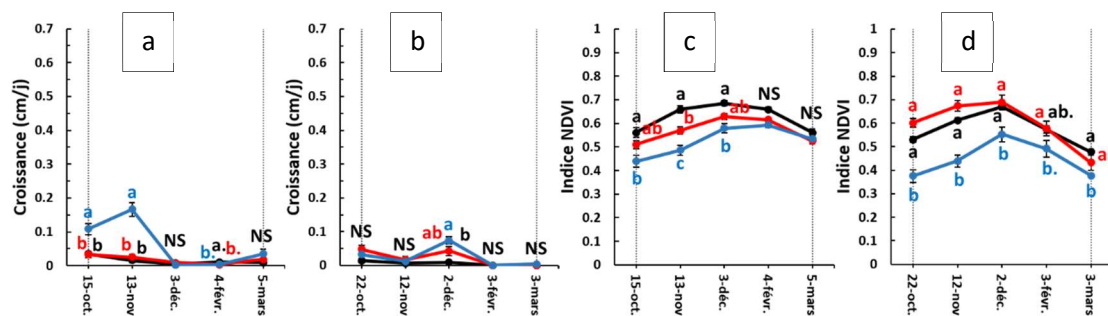 a
Croissance (cm/j)
0.7
0.6
0.5
0.4
0.3
0.2
0.1
0
a
a
b b
b b
NS
b. a. b.
NS
15-oct.
13-nov
3-déc.
4-févr.
5-mars
b
Croissance (cm/j)
0.7
0.6
0.5
0.4
0.3
0.2
0.1
0
NS
NS
ab a b
NS
NS
22-oct.
12-nov
2-déc.
3-févr.
3-mars
c
Indice NDVI
1
0.9
0.8
0.7
0.6
0.5
0.4
0.3
0.2
0.1
0
a
ab
b
a
b
c
a
ab
b
NS
NS
15-oct.
13-nov
3-déc.
4-févr.
5-mars
d
Indice NDVI
1
0.9
0.8
0.7
0.6
0.5
0.4
0.3
0.2
0.1
0
a
a
b
a
a
b
a
a
b
a ab.
b.
a
a
b
22-oct.
12-nov
2-déc.
3-févr.
3-mars